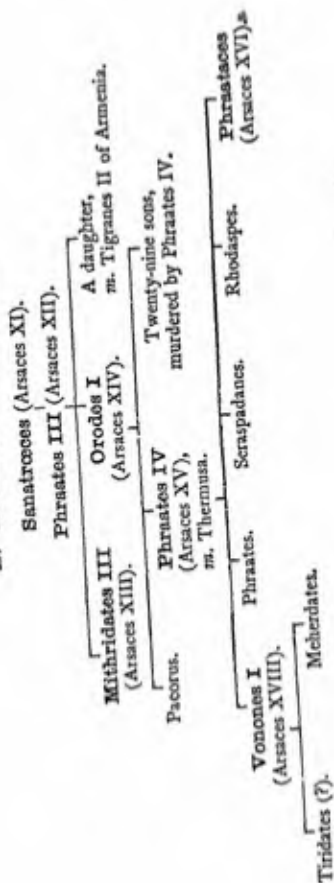 Sanatrœces (Arsaces XI).
Phraates III (Arsaces XII).
Mithridates III
(Arsaces XIII).
Orodes I
(Arsaces XIV).
A daughter,
m. Tigranes II of Armenia.
Pacorus.
Phraates IV
(Arsaces XV),
m. Thermusa.
Twenty-nine sons,
murdered by Phraates IV.
Vonones I
(Arsaces XVIII).
Phraates.
Seraspadanes.
Rhodaspes.
Phraataces
(Arsaces XVI).
Tiridates (?).
Meherdates.